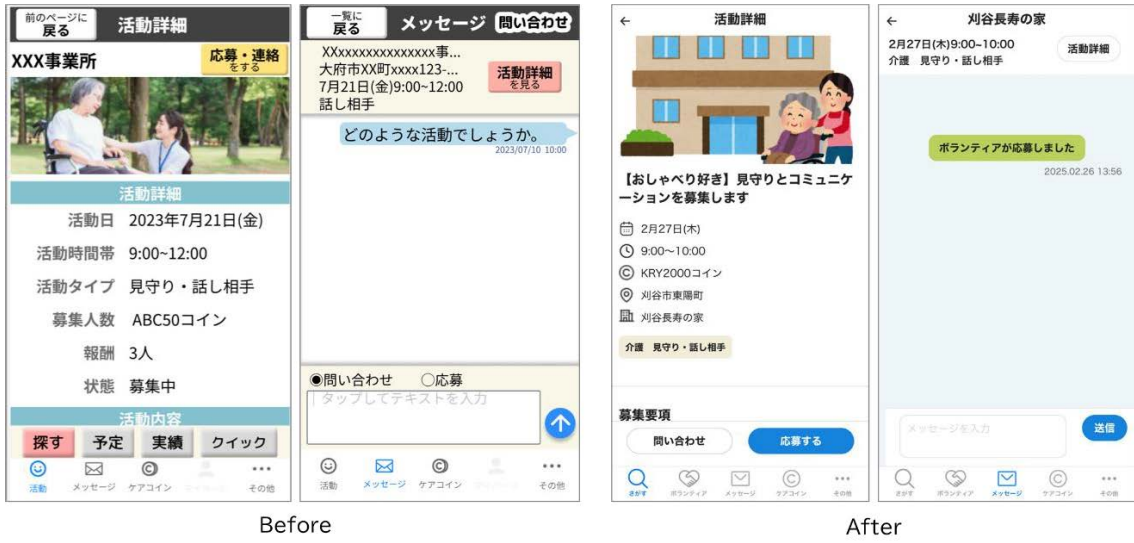 前のページに
戻る
活動詳細
XXX事業所
応募・連絡
をする
活動詳細
活動日 2023年7月21日(金)
活動時間帯 9:00~12:00
活動タイプ 見守り・話し相手
募集人数 ABC50コイン
報酬 3人
状態 募集中
活動内容
探す 予定 実績 クイック
活動 メッセージ ケアコイン その他
一覧に
戻る
メッセージ 問い合わせ
XXxxxxxxxxxxxxx事...
大府市XX町xxxx123-...
7月21日(金)9:00~12:00
話し相手
活動詳細
を見る
どのような活動でしょうか。
2023/07/10 10:00
問い合わせ 応募
タップしてテキストを入力
活動 メッセージ ケアコイン その他
Before
活動詳細
【おしゃべり好き】見守りとコミュニケ
ーションを募集します
2月27日(木)
9:00〜10:00
KRY2000コイン
刈谷市東陽町
刈谷長寿の家
介護 見守り・話し相手
募集要項
問い合わせ 応募する
さがす ボランティア メッセージ ケアコイン その他
刈谷長寿の家
2月27日(木)9:00~10:00
介護 見守り・話し相手
活動詳細
ボランティアが応募しました
2025.02.26 13:56
メッセージを入力
送信
さがす ボランティア メッセージ ケアコイン その他
After